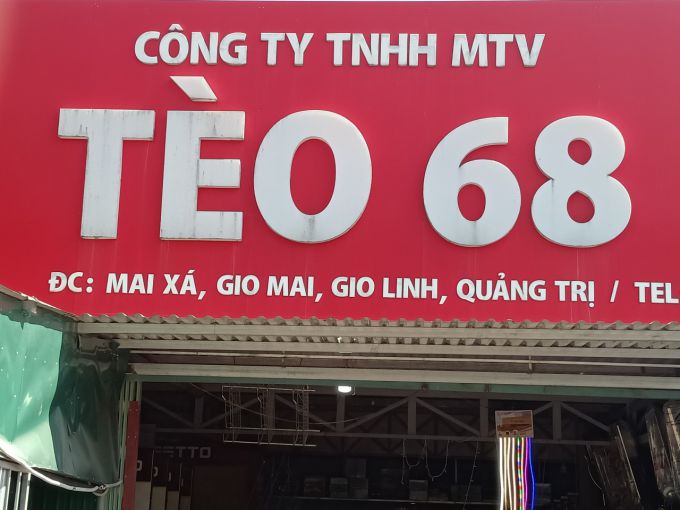 CÔNG TY TNHH MTV
TÈO 68
ĐC: MAI XÁ, GIO MAI, GIO LINH, QUẢNG TRỊ / TEL